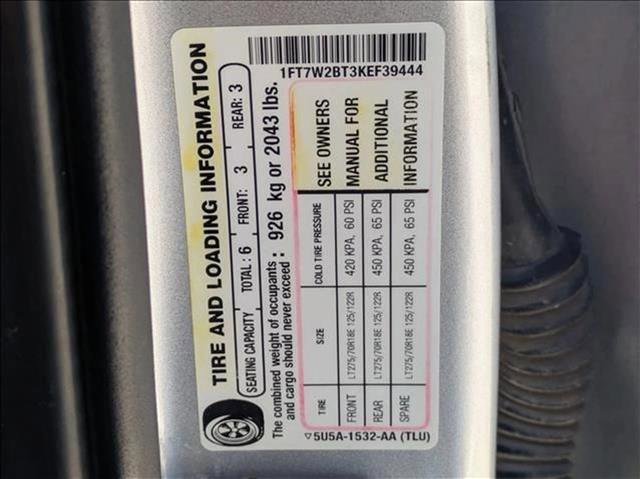 TIRE AND LOADING INFORMATION
SEATING CAPACITY TOTAL: 6 FRONT: 3 REAR: 3
The combined weight of occupants and cargo should never exceed : 926 kg or 2043 lbs.
TIRE SIZE COLD TIRE PRESSURE
FRONT LT275/70R18E 125/122R 420 KPA, 60 PSI
REAR LT275/70R18E 125/122R 450 KPA, 65 PSI
SPARE LT275/70R18E 125/122R 450 KPA, 65 PSI
SEE OWNERS
MANUAL FOR
ADDITIONAL
INFORMATION
5U5A-1532-AA (TLU)
1FT7W2BT3KEF39444